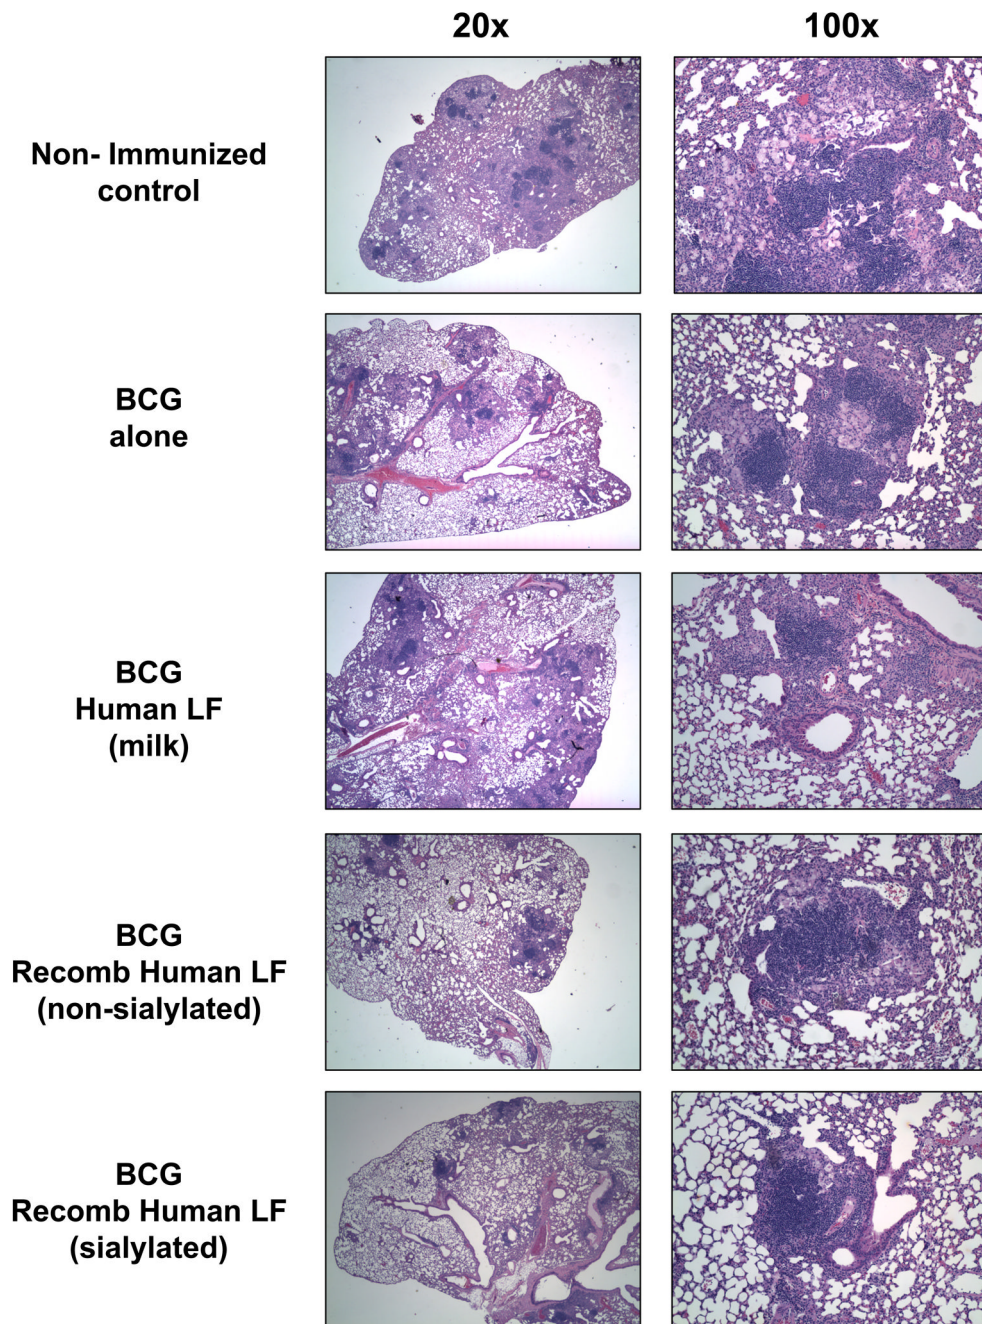 20x
100x
Non- Immunized
control
BCG
alone
BCG
Human LF
(milk)
BCG
Recomb Human LF
(non-sialylated)
BCG
Recomb Human LF
(sialylated)